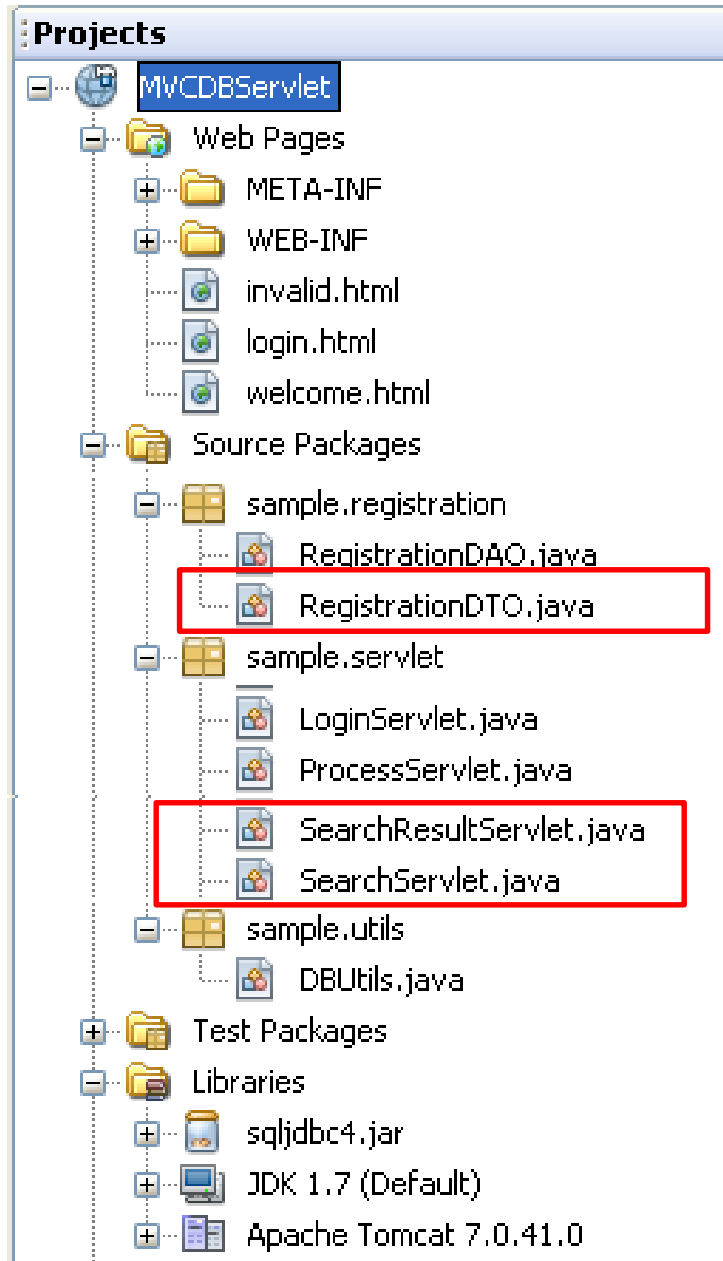 Projects
MVCDBServlet
Web Pages
META-INF
WEB-INF
invalid.html
login.html
welcome.html
Source Packages
sample.registration
RegistrationDAO.java
RegistrationDTO.java
sample.servlet
LoginServlet.java
ProcessServlet.java
SearchResultServlet.java
SearchServlet.java
sample.utils
DBUtils.java
Test Packages
Libraries
sqljdbc4.jar
JDK 1.7 (Default)
Apache Tomcat 7.0.41.0